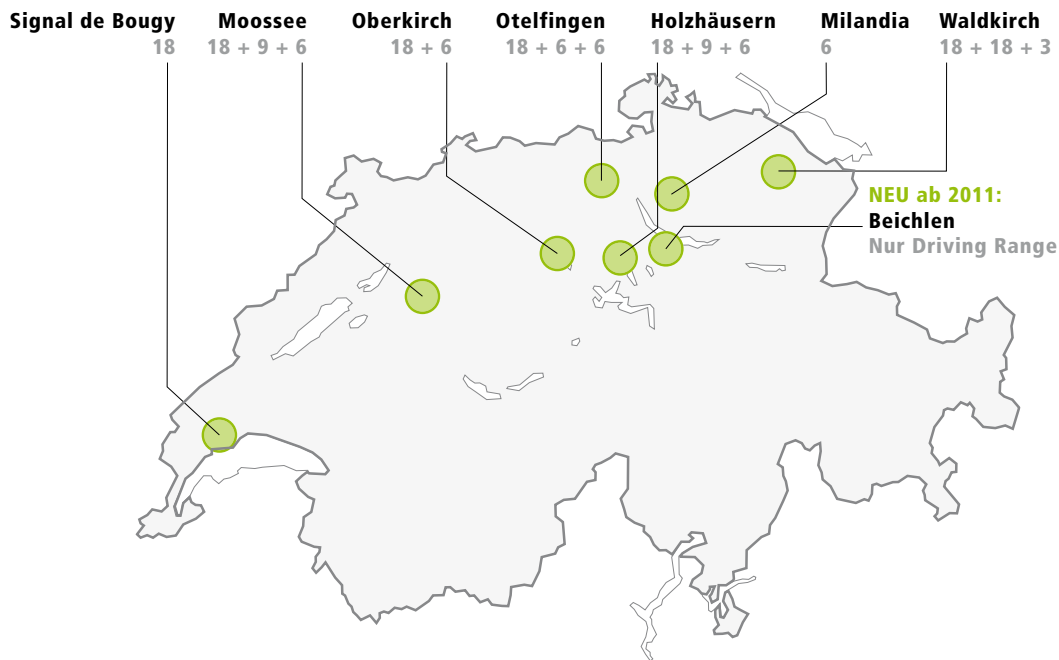 Signal de Bougy
18
Moossee
18 + 9 + 6
Oberkirch
18 + 6
Otelfingen
18 + 6 + 6
Holzhäusern
18 + 9 + 6
Milandia
6
Waldkirch
18 + 18 + 3
NEU ab 2011:
Beichlen
Nur Driving Range